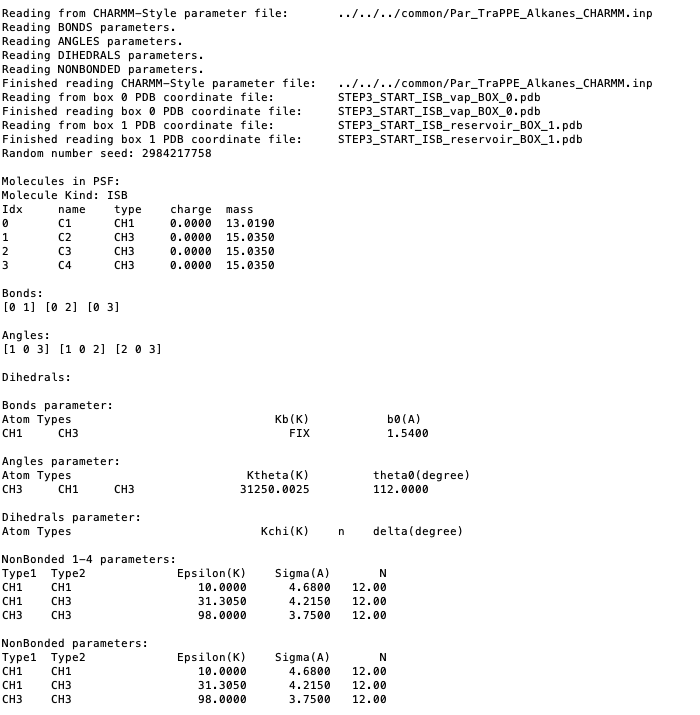 Reading from CHARMM-Style parameter file: ../../../common/Par_TraPPE_Alkanes_CHARMM.inp
Reading BONDS parameters.
Reading ANGLES parameters.
Reading DIHEDRALS parameters.
Reading NONBONDED parameters.
Finished reading CHARMM-Style parameter file: ../../../common/Par_TraPPE_Alkanes_CHARMM.inp
Reading from box 0 PDB coordinate file: STEP3_START_ISB_vap_BOX_0.pdb
Finished reading box 0 PDB coordinate file: STEP3_START_ISB_vap_BOX_0.pdb
Reading from box 1 PDB coordinate file: STEP3_START_ISB_reservoir_BOX_1.pdb
Finished reading box 1 PDB coordinate file: STEP3_START_ISB_reservoir_BOX_1.pdb
Random number seed: 2984217758
Molecules in PSF:
Molecule Kind: ISB
Idx name type charge mass
0 C1 CH1 0.0000 13.0190
1 C2 CH3 0.0000 15.0350
2 C3 CH3 0.0000 15.0350
3 C4 CH3 0.0000 15.0350
Bonds:
[0 1] [0 2] [0 3]
Angles:
[1 0 3] [1 0 2] [2 0 3]
Dihedrals:
Bonds parameter:
Atom Types Kb(K) b0(A)
CH1 CH3 FIX 1.5400
Angles parameter:
Atom Types Ktheta(K) theta0(degree)
CH3 CH1 CH3 31250.0025 112.0000
Dihedrals parameter:
Atom Types Kchi(K) n delta(degree)
NonBonded 1-4 parameters:
Type1 Type2 Epsilon(K) Sigma(A) N
CH1 CH1 10.0000 4.6800 12.00
CH1 CH3 31.3050 4.2150 12.00
CH3 CH3 98.0000 3.7500 12.00
NonBonded parameters:
Type1 Type2 Epsilon(K) Sigma(A) N
CH1 CH1 10.0000 4.6800 12.00
CH1 CH3 31.3050 4.2150 12.00
CH3 CH3 98.0000 3.7500 12.00